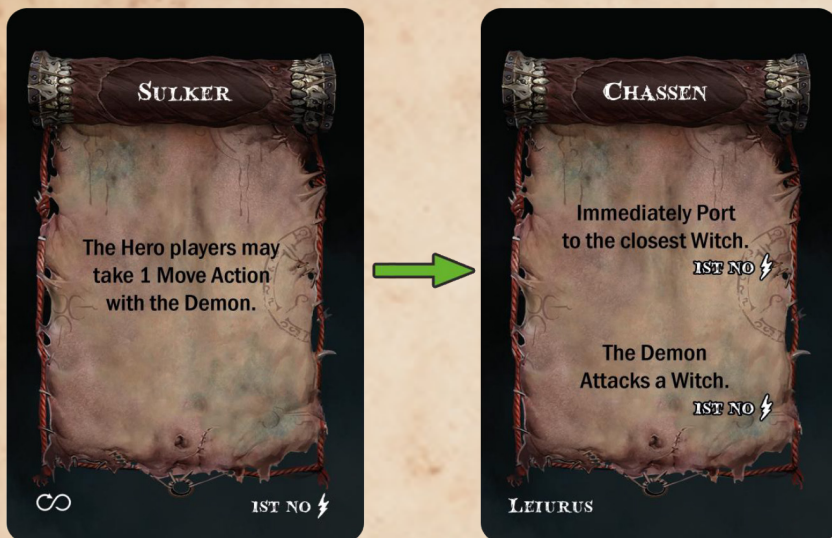 SULKER
The Hero players may
take 1 Move Action
with the Demon.
1ST NO
CHASSEN
Immediately Port
to the closest Witch.
1ST NO
The Demon
Attacks a Witch.
1ST NO
LEIURUS